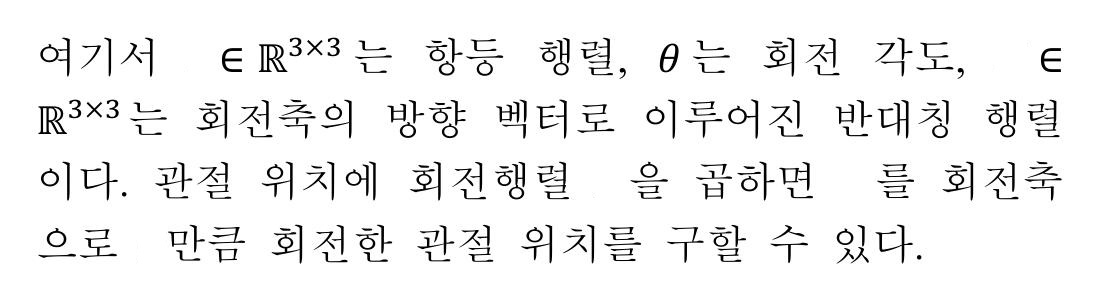 여기서 ∈ ℝ³ˣ³ 는 항등 행렬, θ 는 회전 각도, ∈
ℝ³ˣ³ 는 회전축의 방향 벡터로 이루어진 반대칭 행렬
이다. 관절 위치에 회전행렬 을 곱하면 를 회전축
으로 만큼 회전한 관절 위치를 구할 수 있다.